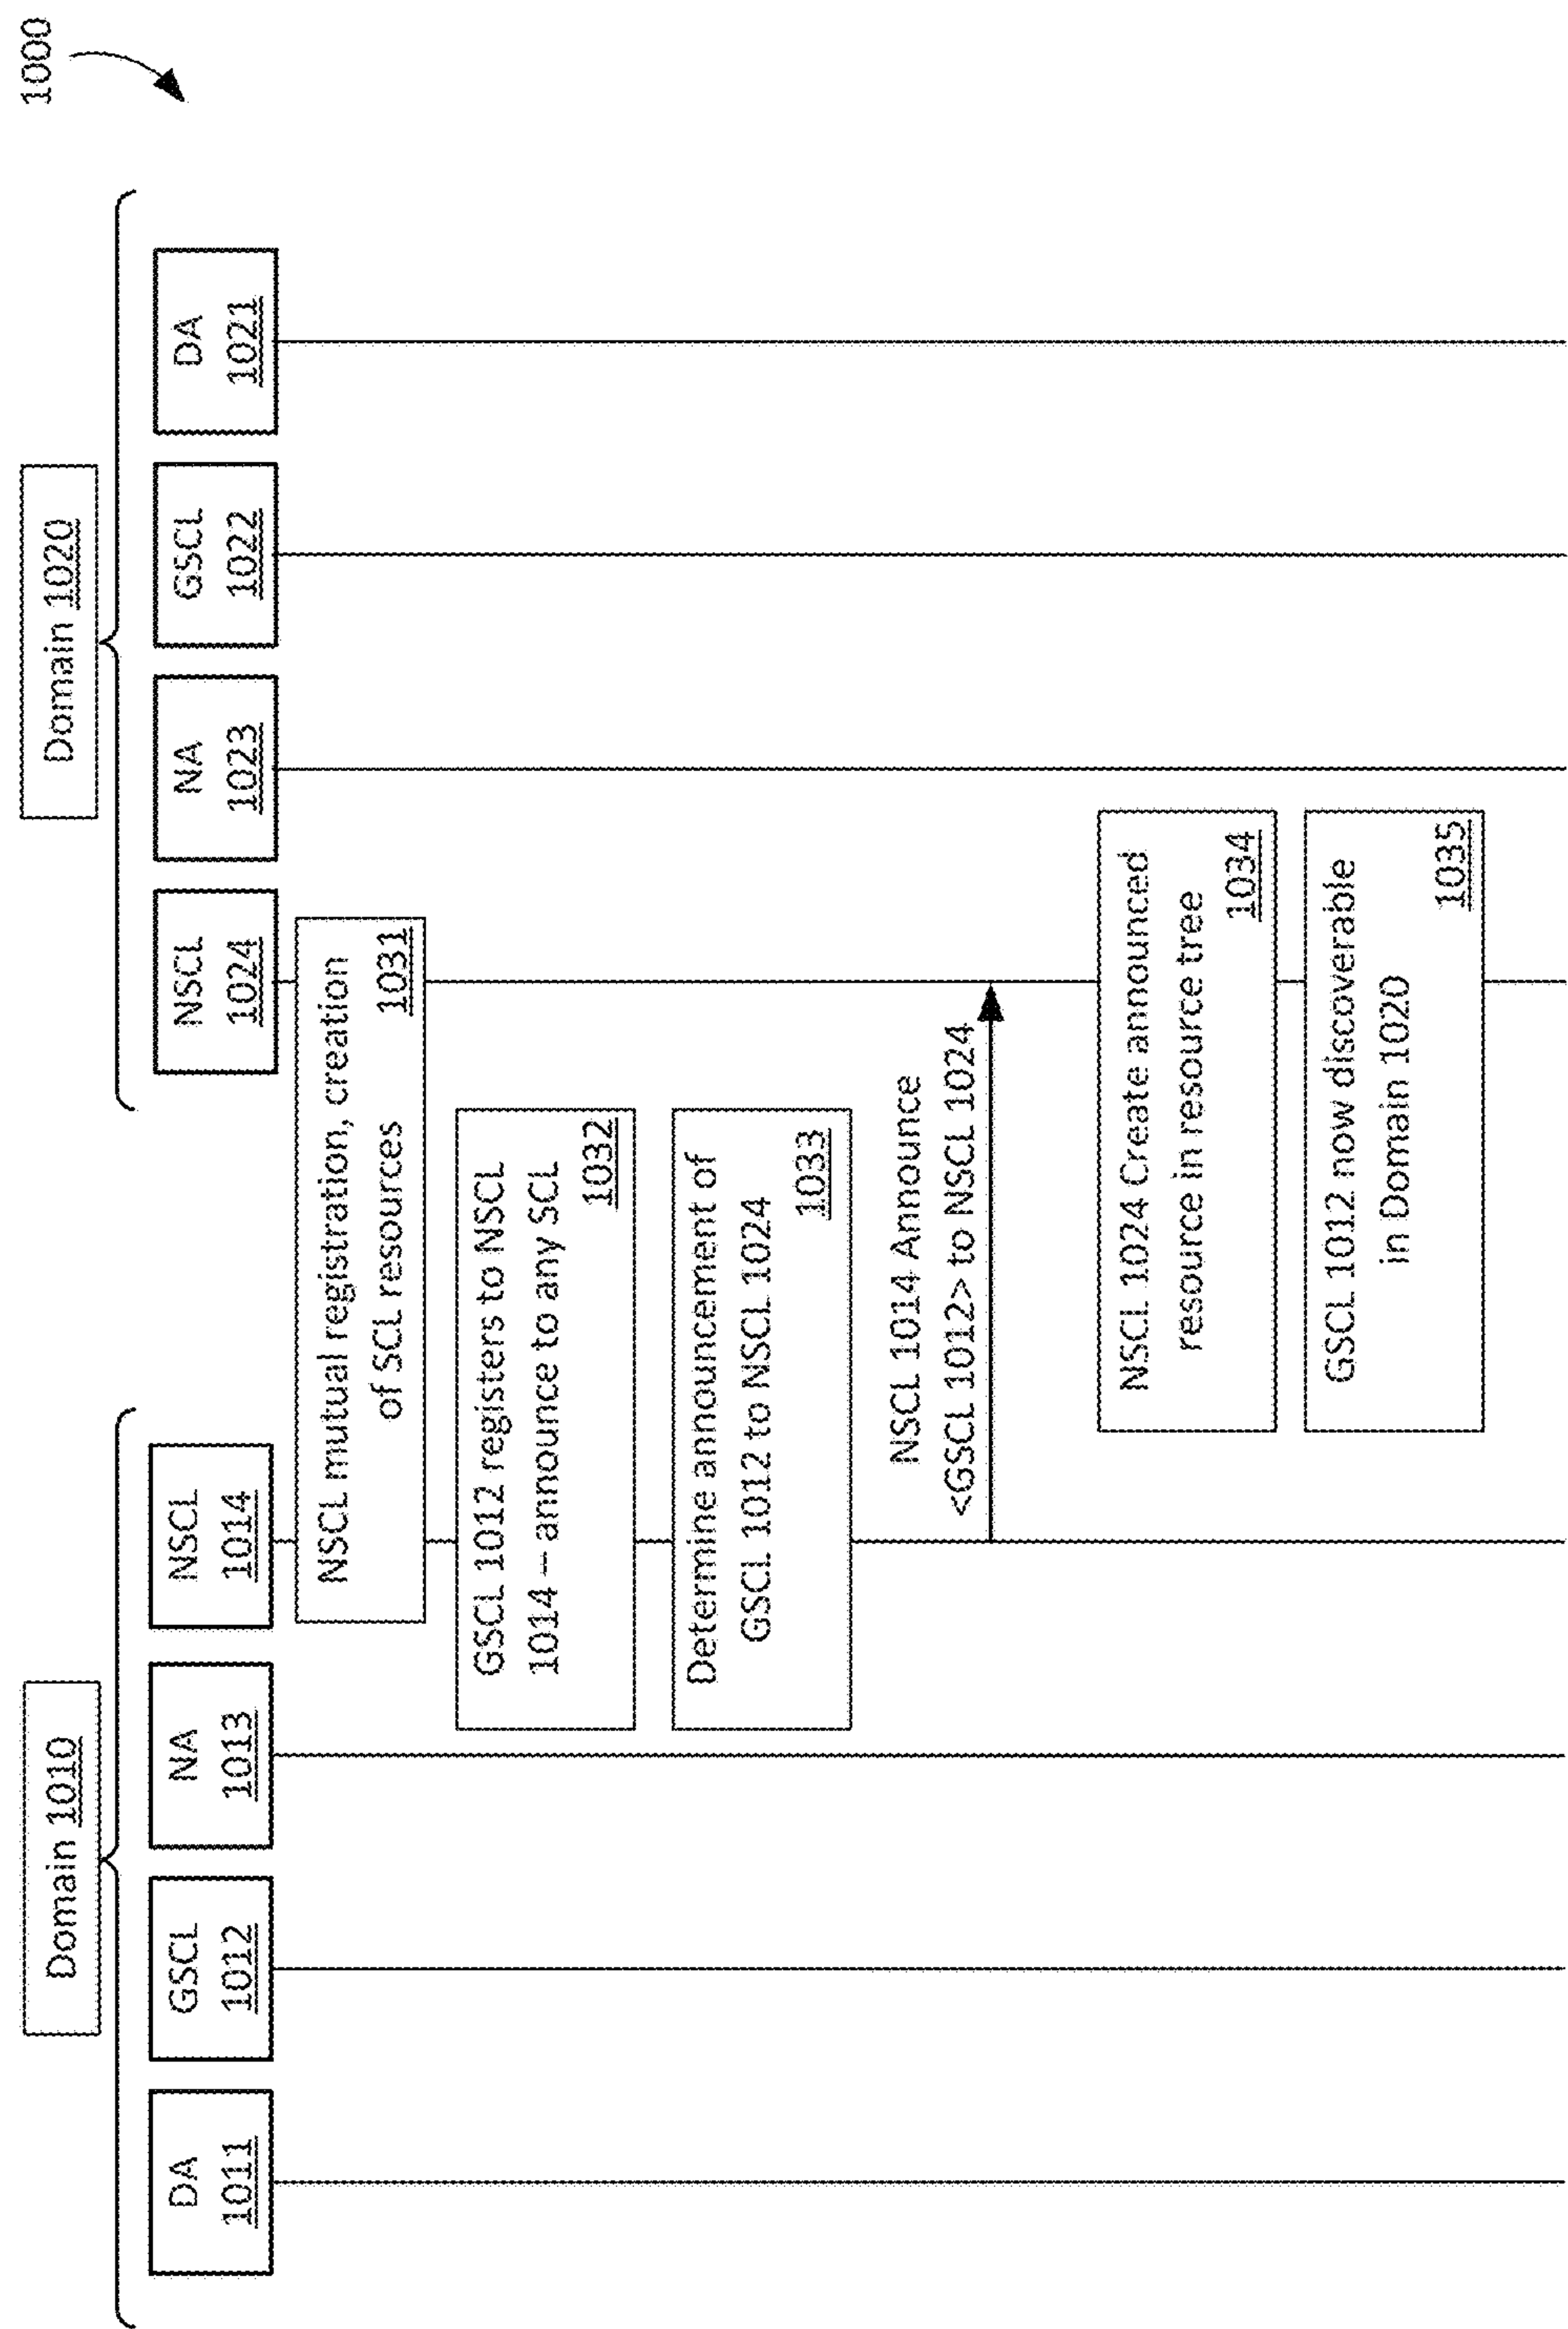 1000
Domain 1010
Domain 1020
DA
1011
GSCL
1012
NA
1013
NSCL
1014
NSCL
1024
NA
1023
GSCL
1022
DA
1021
NSCL mutual registration, creation
of SCL resources
1031
GSCL 1012 registers to NSCL
1014 – announce to any SCL
1032
Determine announcement of
GSCL 1012 to NSCL 1024
1033
NSCL 1014 Announce
<GSCL 1012> to NSCL 1024
NSCL 1024 Create announced
resource in resource tree
1034
GSCL 1012 now discoverable
in Domain 1020
1035